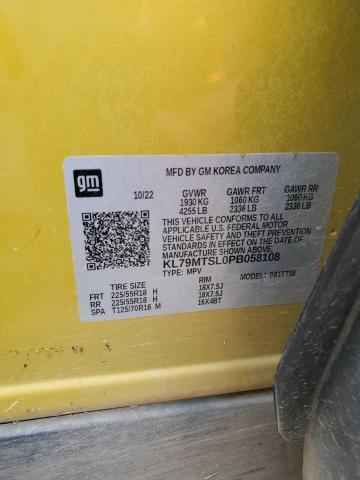 gm
MFD BY GM KOREA COMPANY
10/22 GVWR GAWR FRT GAWR RR
1930 KG 1060 KG 1060 KG
4255 LB 2336 LB 2336 LB
THIS VEHICLE CONFORMS TO ALL
APPLICABLE U.S. FEDERAL MOTOR
VEHICLE SAFETY, BUMPER, AND THEFT PREVENTION
STANDARDS IN EFFECT ON THE DATE OF
MANUFACTURE SHOWN ABOVE.
KL79MTSL0PB058108
TYPE: MPV MODEL:
TIRE SIZE RIM
FRT 225/55R18 H 18X7.5J
RR 225/55R18 H 18X7.5J
SPA T125/70R16 M 16X4BT